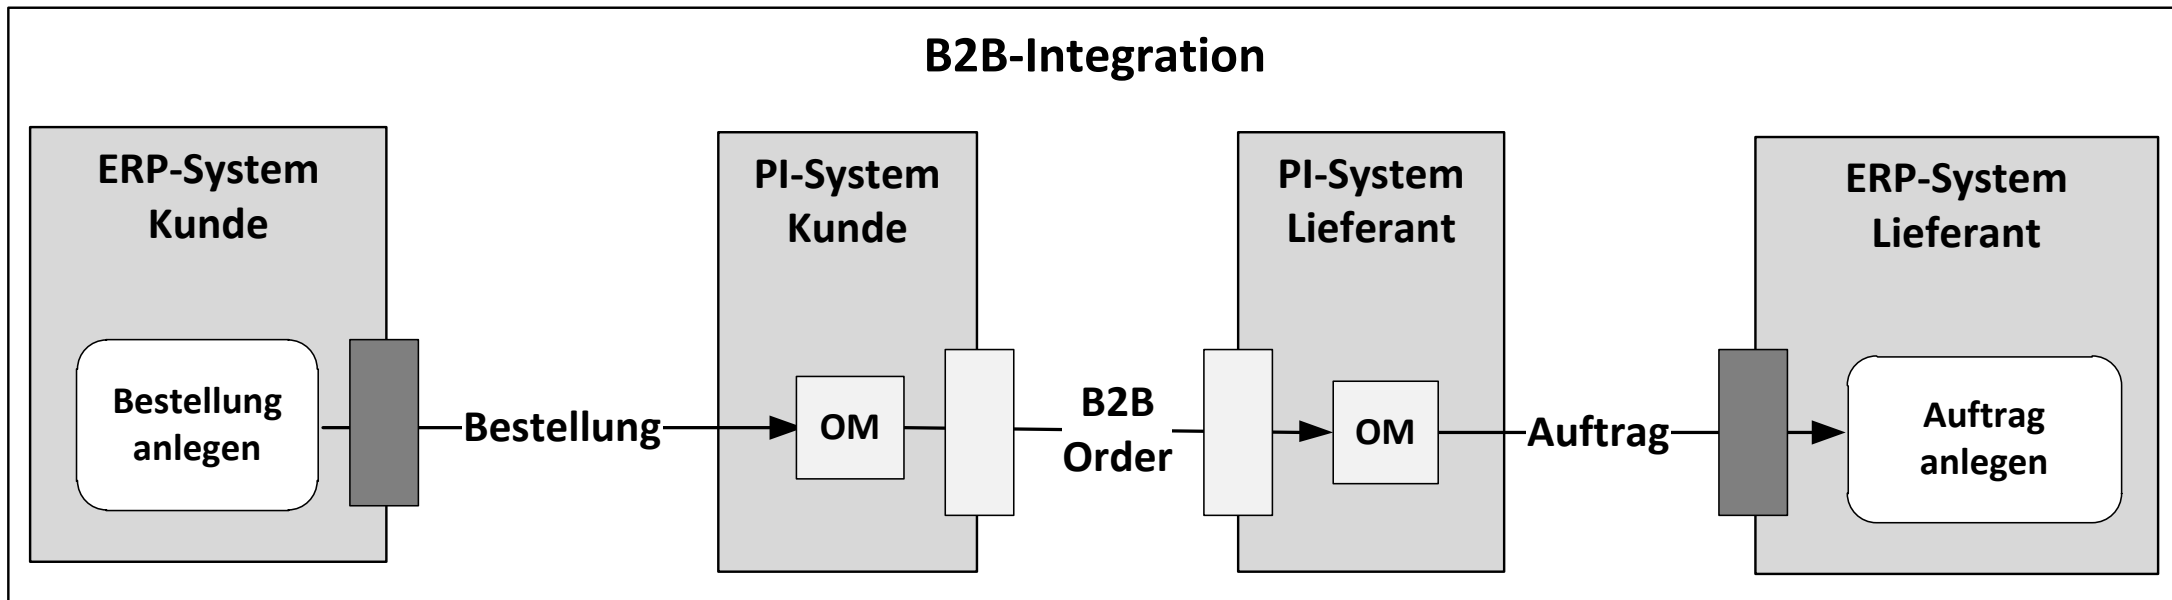 B2B-Integration
ERP-System
Kunde
PI-System
Kunde
PI-System
Lieferant
ERP-System
Lieferant
Bestellung
anlegen
Bestellung
OM
B2B
Order
OM
Auftrag
Auftrag
anlegen